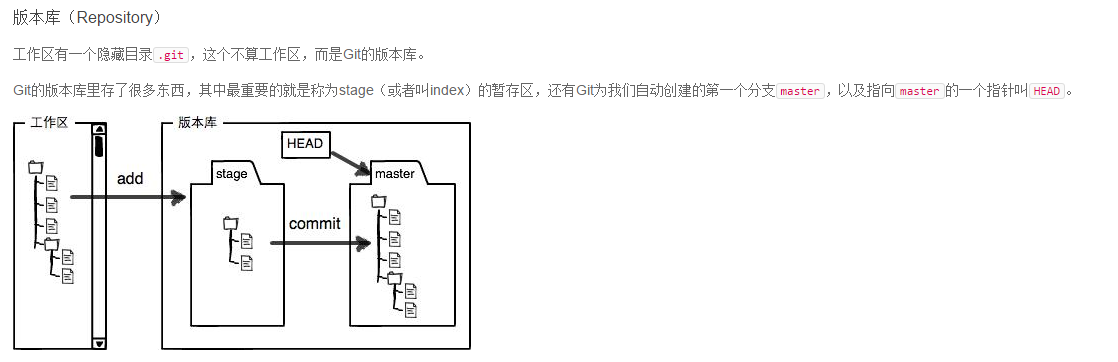 版本库（Repository）
工作区有一个隐藏目录.git，这个不算工作区，而是Git的版本库。
Git的版本库里存了很多东西，其中最重要的就是称为stage（或者叫index）的暂存区，还有Git为我们自动创建的第一个分支master，以及指向master的一个指针叫HEAD。
工作区
版本库
HEAD
stage
master
add
commit